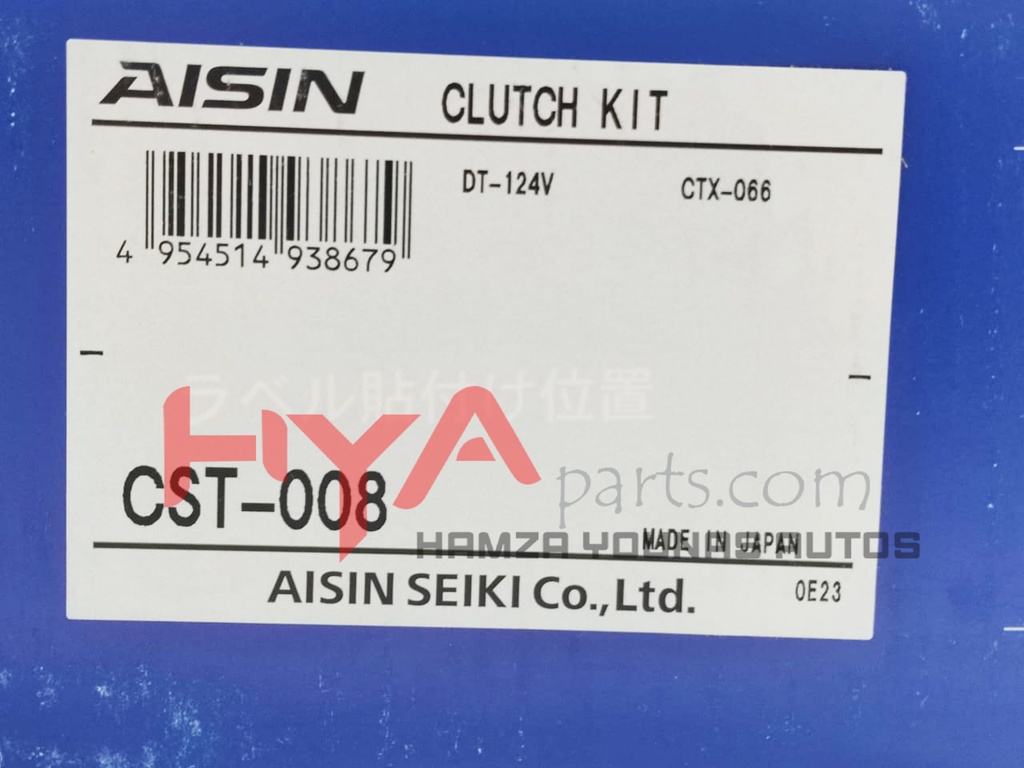 AISIN
CLUTCH KIT
DT-124V
CTX-066
4 954514 938679
ラベル貼付け位置
HYA parts.com
CST-008
MADE IN JAPAN
HAMZA YOUNAS AUTOS
AISIN SEIKI Co., Ltd.
0E23